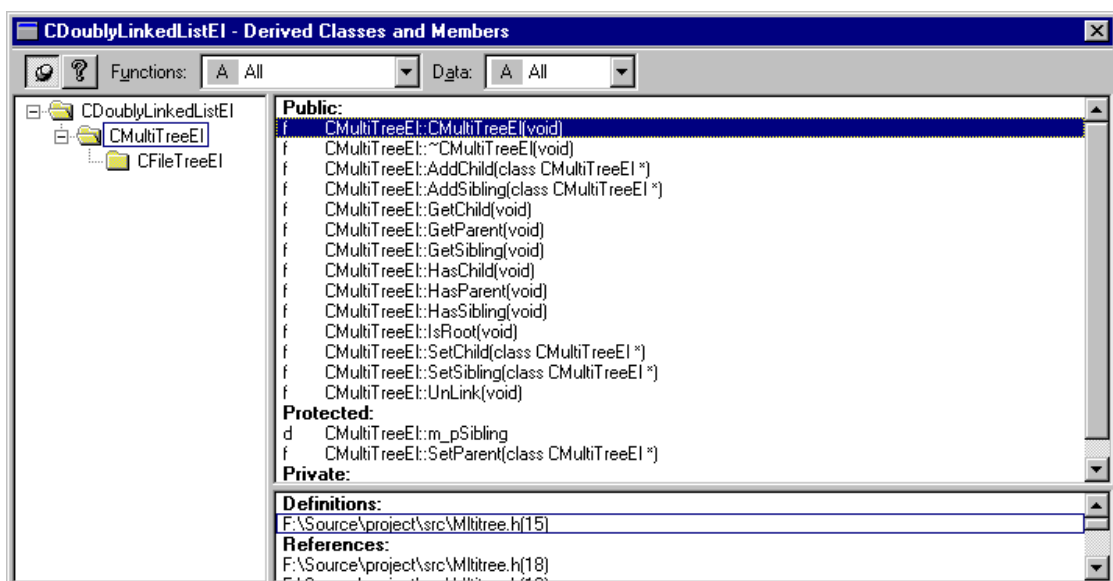 CDoublyLinkedListEl - Derived Classes and Members
Functions: A All Data: A All
CDoublyLinkedListEl
CMultiTreeEl
CFileTreeEl
Public:
f CMultiTreeEl::CMultiTreeEl(void)
f CMultiTreeEl::~CMultiTreeEl(void)
f CMultiTreeEl::AddChild(class CMultiTreeEl *)
f CMultiTreeEl::AddSibling(class CMultiTreeEl *)
f CMultiTreeEl::GetChild(void)
f CMultiTreeEl::GetParent(void)
f CMultiTreeEl::GetSibling(void)
f CMultiTreeEl::HasChild(void)
f CMultiTreeEl::HasParent(void)
f CMultiTreeEl::HasSibling(void)
f CMultiTreeEl::IsRoot(void)
f CMultiTreeEl::SetChild(class CMultiTreeEl *)
f CMultiTreeEl::SetSibling(class CMultiTreeEl *)
f CMultiTreeEl::UnLink(void)
Protected:
d CMultiTreeEl::m_pSibling
f CMultiTreeEl::SetParent(class CMultiTreeEl *)
Private:
Definitions:
F:\Source\project\src\Mltitree.h(15)
References:
F:\Source\project\src\Mltitree.h(18)